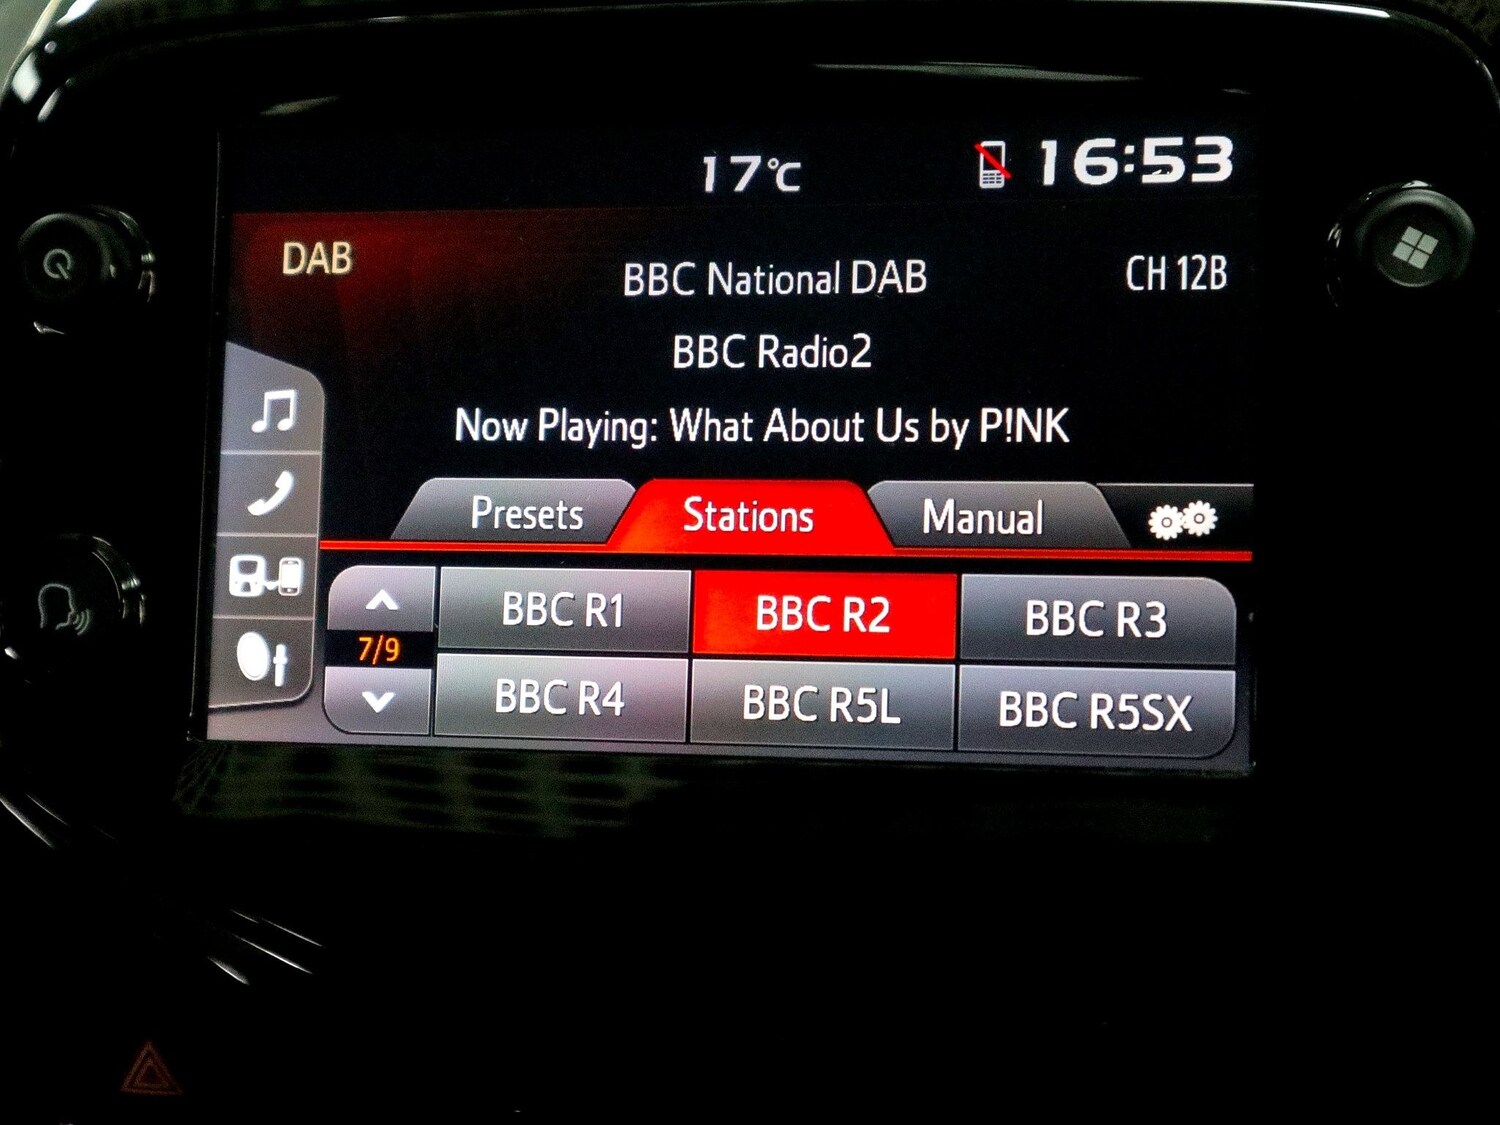 17°C
16:53
DAB
BBC National DAB
CH 12B
BBC Radio2
Now Playing: What About Us by P!NK
Presets
Stations
Manual
BBC R1
BBC R2
BBC R3
7/9
BBC R4
BBC R5L
BBC R5SX